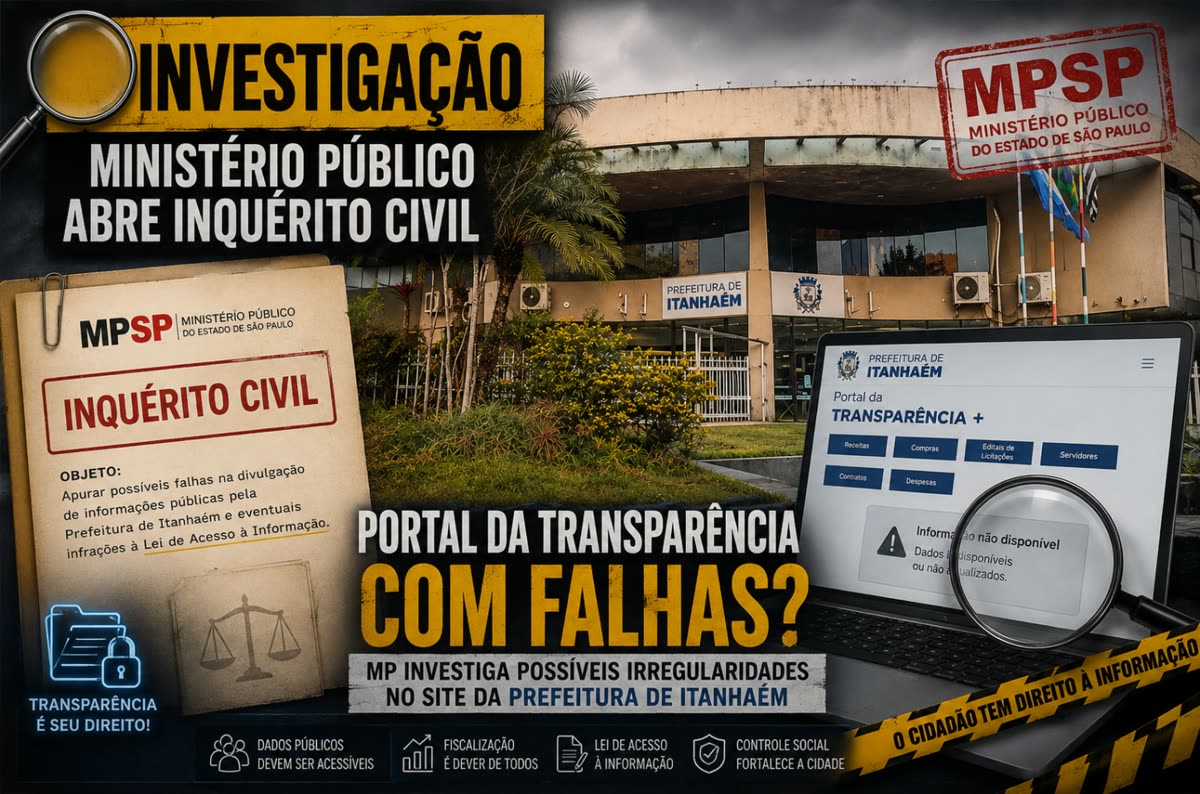 INVESTIGAÇÃO
MINISTÉRIO PÚBLICO
ABRE INQUÉRITO CIVIL
MPSP
MINISTÉRIO PÚBLICO
DO ESTADO DE SÃO PAULO
PREFEITURA DE
ITANHAÉM
MPSP
MINISTÉRIO PÚBLICO
DO ESTADO DE SÃO PAULO
INQUÉRITO CIVIL
OBJETO:
Apurar possíveis falhas na divulgação
de informações públicas pela
Prefeitura de Itanhaém e eventuais
infrações à Lei de Acesso à Informação.
TRANSPARÊNCIA
É SEU DIREITO!
PREFEITURA DE
ITANHAÉM
Portal da
TRANSPARÊNCIA +
Receitas
Compras
Editais de
Licitações
Servidores
Contratos
Despesas
Informação não disponível
Dados indisponíveis
ou não atualizados.
PORTAL DA TRANSPARÊNCIA
COM FALHAS?
MP INVESTIGA POSSÍVEIS IRREGULARIDADES
NO SITE DA PREFEITURA DE ITANHAÉM
O CIDADÃO TEM DIREITO À INFORMAÇÃO
DADOS PÚBLICOS
DEVEM SER ACESSÍVEIS
FISCALIZAÇÃO
É DEVER DE TODOS
LEI DE ACESSO
À INFORMAÇÃO
CONTROLE SOCIAL
FORTALECE A CIDADE